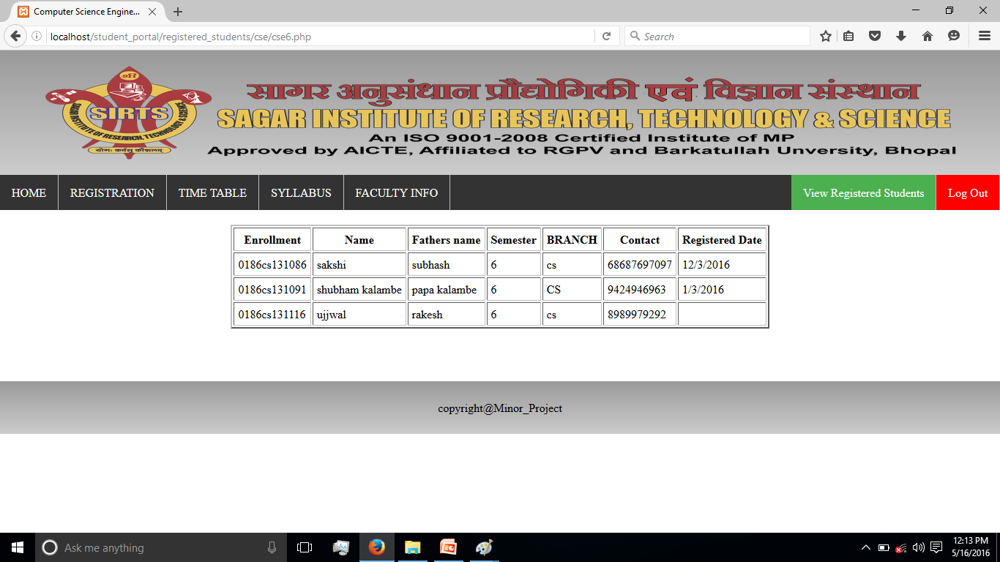 Computer Science Engine...
localhost/student_portal/registered_students/cse/cse6.php
Search
श्री
SIRTS
SAGAR INSTITUTE OF RESEARCH, TECHNOLOGY & SCIENCE
योगः कर्मसु कौशलम्
सागर अनुसंधान प्रौद्योगिकी एवं विज्ञान संस्थान
SAGAR INSTITUTE OF RESEARCH, TECHNOLOGY & SCIENCE
An ISO 9001-2008 Certified Institute of MP
Approved by AICTE, Affiliated to RGPV and Barkatullah Unversity, Bhopal
HOME REGISTRATION TIME TABLE SYLLABUS FACULTY INFO View Registered Students Log Out
Enrollment Name Fathers name Semester BRANCH Contact Registered Date
0186cs131086 sakshi subhash 6 cs 68687697097 12/3/2016
0186cs131091 shubham kalambe papa kalambe 6 CS 9424946963 1/3/2016
0186cs131116 ujjwal rakesh 6 cs 8989979292
copyright@Minor_Project
Ask me anything
12:13 PM
5/16/2016